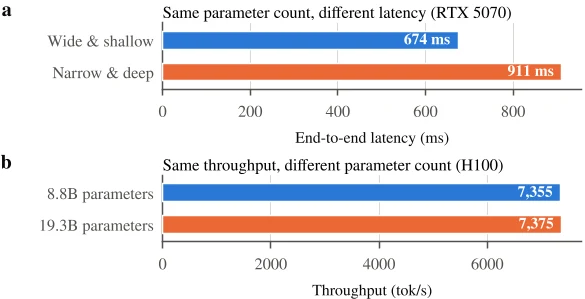 a
Same parameter count, different latency (RTX 5070)
Wide & shallow
674 ms
Narrow & deep
911 ms
0 200 400 600 800
End-to-end latency (ms)
b
Same throughput, different parameter count (H100)
8.8B parameters
7,355
19.3B parameters
7,375
0 2000 4000 6000
Throughput (tok/s)